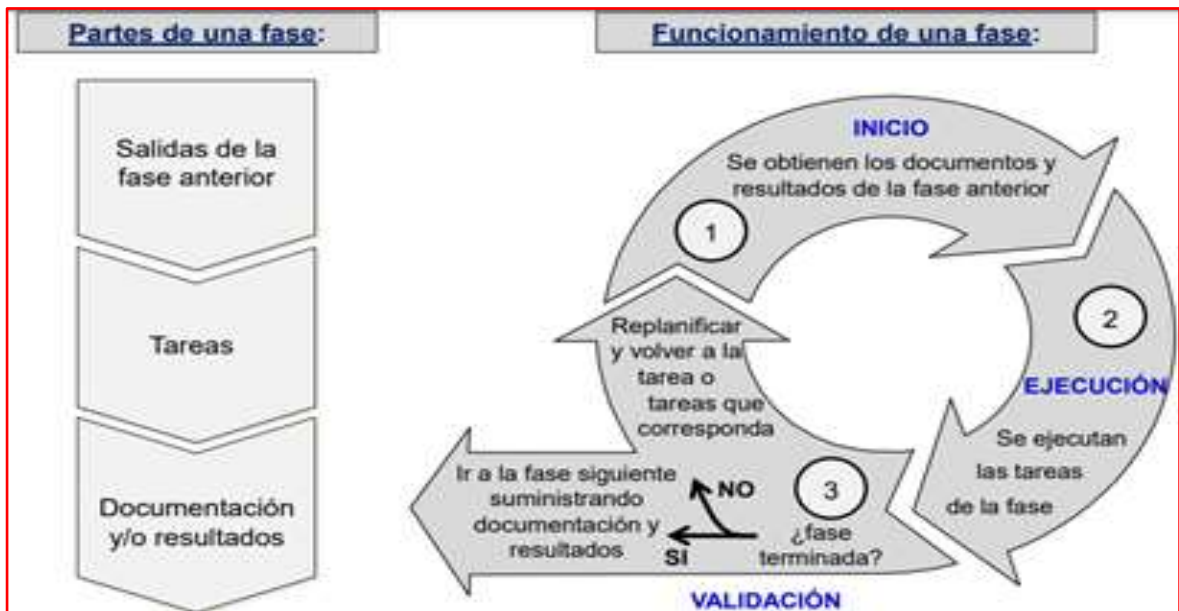 Partes de una fase:
Salidas de la
fase anterior
Tareas
Documentación
y/o resultados
Funcionamiento de una fase:
INICIO
Se obtienen los documentos y
resultados de la fase anterior
1
2
EJECUCIÓN
Se ejecutan
las tareas
de la fase
3
¿fase
terminada?
NO
SI
VALIDACIÓN
Replanificar
y volver a la
tarea o
tareas que
corresponda
Ir a la fase siguiente
suministrando
documentación y
resultados